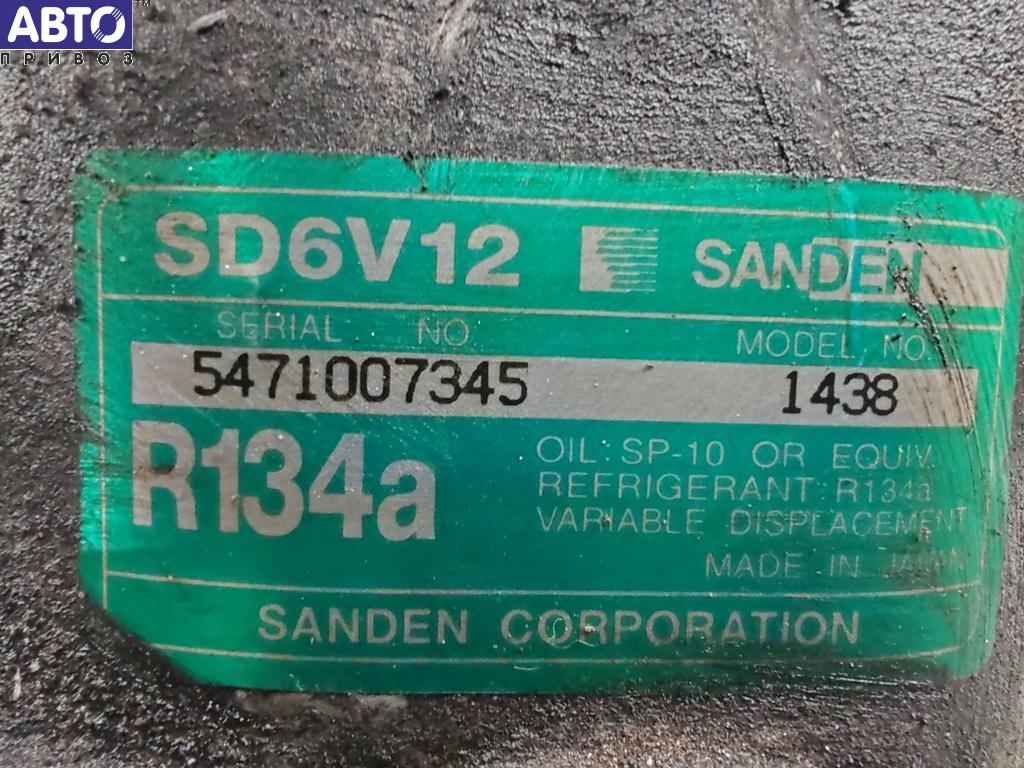 АВТО™
ПРИВОЗ
SD6V12 SANDEN
SERIAL NO. MODEL NO.
5471007345 1438
R134a
OIL: SP-10 OR EQUIV.
REFRIGERANT: R134a
VARIABLE DISPLACEMENT
MADE IN JAPAN
SANDEN CORPORATION